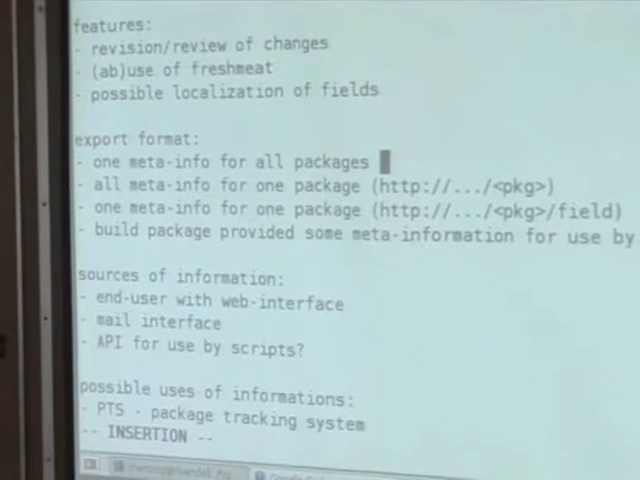 features:
- revision/review of changes
- (ab)use of freshmeat
- possible localization of fields
export format:
- one meta-info for all packages
- all meta-info for one package (http://.../<pkg>)
- one meta-info for one package (http://.../<pkg>/field)
- build package provided some meta-information for use by
sources of information:
- end-user with web-interface
- mail interface
- API for use by scripts?
possible uses of informations:
- PTS - package tracking system
-- INSERTION --